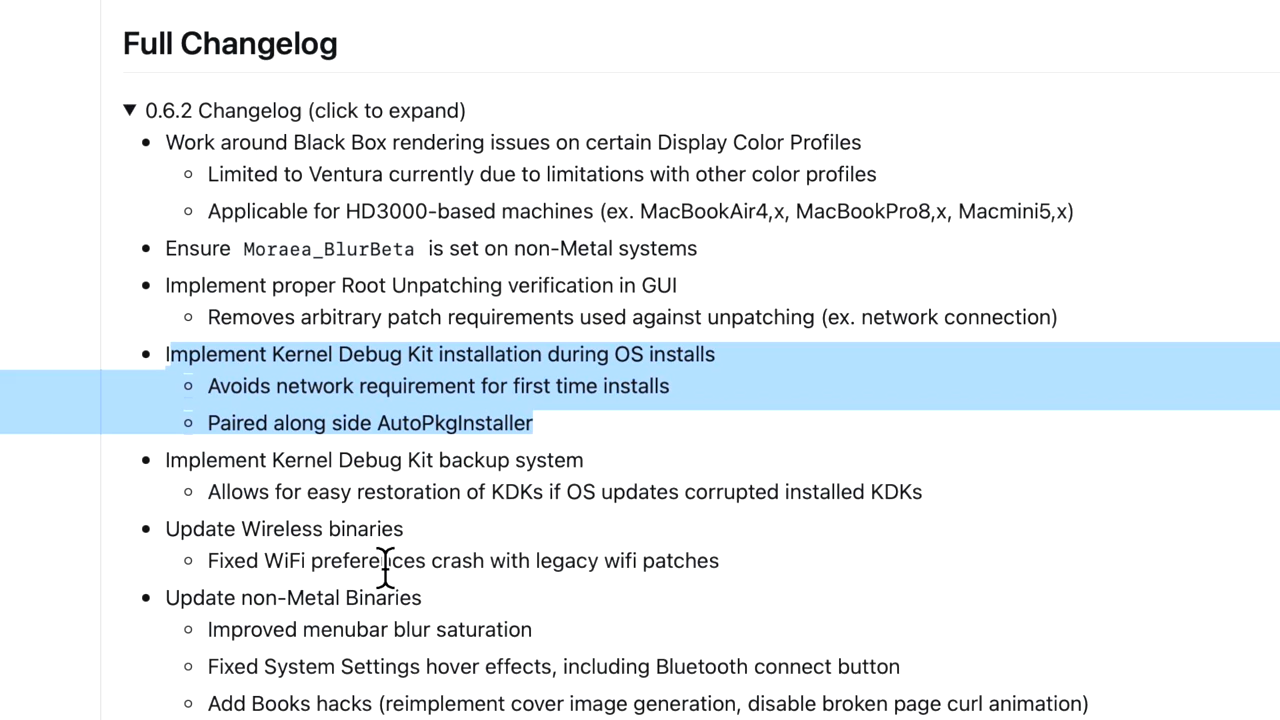 Full Changelog
▼ 0.6.2 Changelog (click to expand)
• Work around Black Box rendering issues on certain Display Color Profiles
◦ Limited to Ventura currently due to limitations with other color profiles
◦ Applicable for HD3000-based machines (ex. MacBookAir4,x, MacBookPro8,x, Macmini5,x)
• Ensure Moraea_BlurBeta is set on non-Metal systems
• Implement proper Root Unpatching verification in GUI
◦ Removes arbitrary patch requirements used against unpatching (ex. network connection)
• Implement Kernel Debug Kit installation during OS installs
◦ Avoids network requirement for first time installs
◦ Paired along side AutoPkgInstaller
• Implement Kernel Debug Kit backup system
◦ Allows for easy restoration of KDKs if OS updates corrupted installed KDKs
• Update Wireless binaries
◦ Fixed WiFi preferences crash with legacy wifi patches
• Update non-Metal Binaries
◦ Improved menubar blur saturation
◦ Fixed System Settings hover effects, including Bluetooth connect button
◦ Add Books hacks (reimplement cover image generation, disable broken page curl animation)